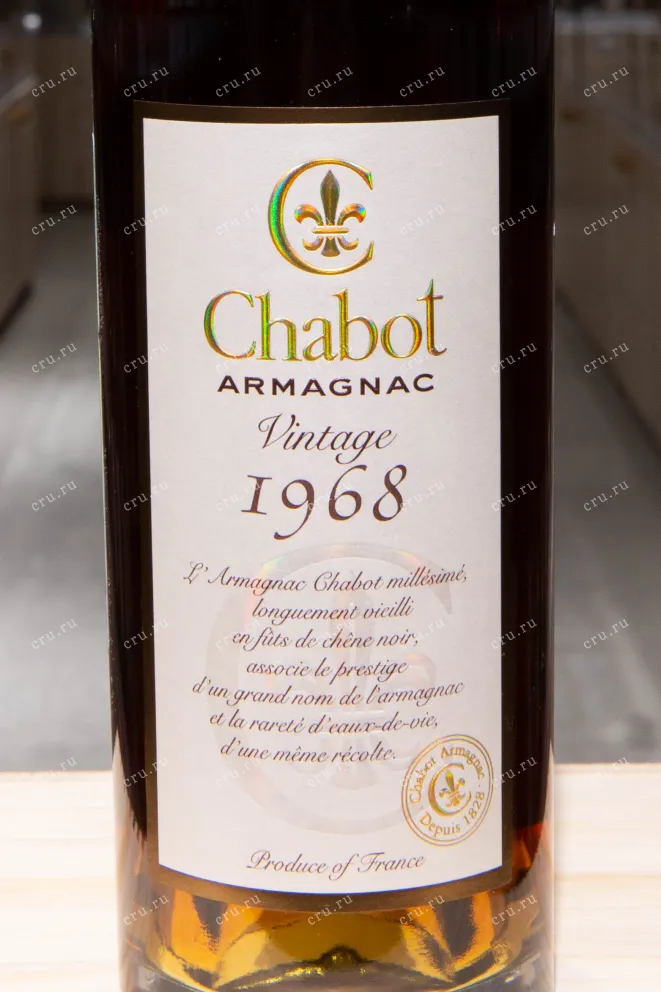 C
Chabot
ARMAGNAC
Vintage
1968
L'Armagnac Chabot millésimé,
longuement vieilli
en fûts de chêne noir,
associe le prestige
d'un grand nom de l'armagnac
et la rareté d'eaux-de-vie,
d'une même récolte.
Chabot Armagnac
C
· Depuis 1828 ·
Produce of France
cru.ru